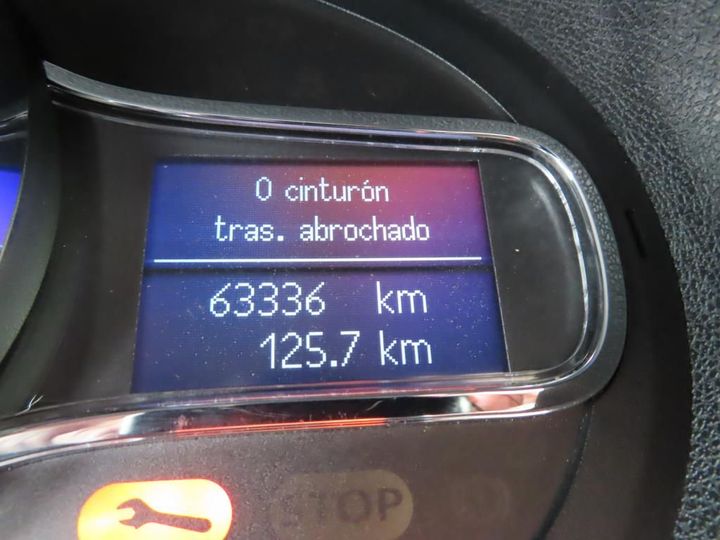 0 cinturón
tras. abrochado
63336 km
125.7 km
STOP